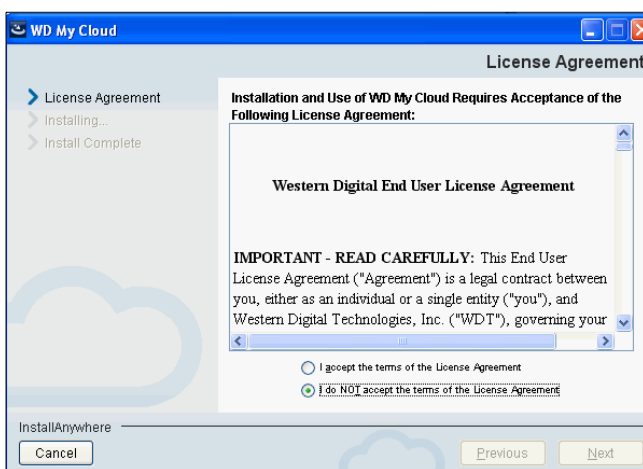 WD My Cloud
License Agreement
License Agreement
Installing...
Install Complete
Installation and Use of WD My Cloud Requires Acceptance of the
Following License Agreement:
Western Digital End User License Agreement
IMPORTANT - READ CAREFULLY: This End User
License Agreement ("Agreement") is a legal contract between
you, either as an individual or a single entity ("you"), and
Western Digital Technologies, Inc. ("WDT"), governing your
I accept the terms of the License Agreement
I do NOT accept the terms of the License Agreement
InstallAnywhere
Cancel
Previous
Next